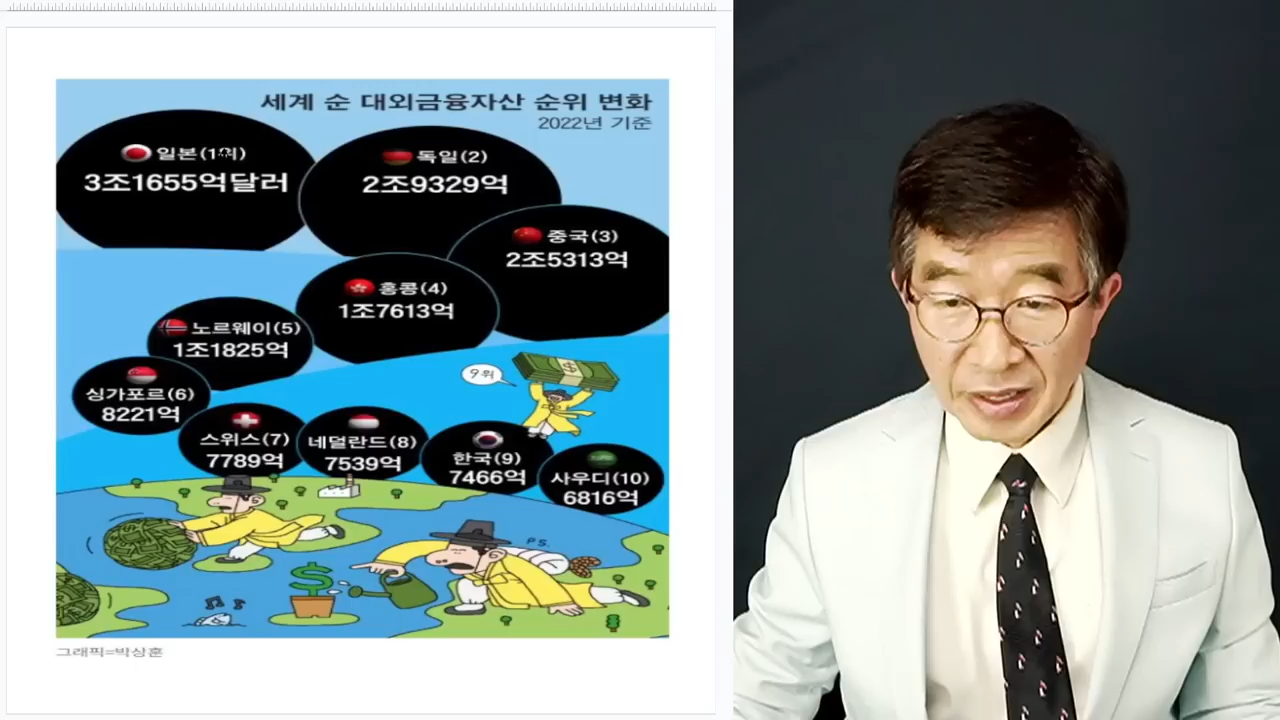 세계 순 대외금융자산 순위 변화
2022년 기준
일본(1위)
3조1655억달러
독일(2)
2조9329억
중국(3)
2조5313억
홍콩(4)
1조7613억
노르웨이(5)
1조1825억
9위
싱가포르(6)
8221억
스위스(7)
7789억
네덜란드(8)
7539억
한국(9)
7466억
사우디(10)
6816억
P.S.
$
그래픽=박상훈